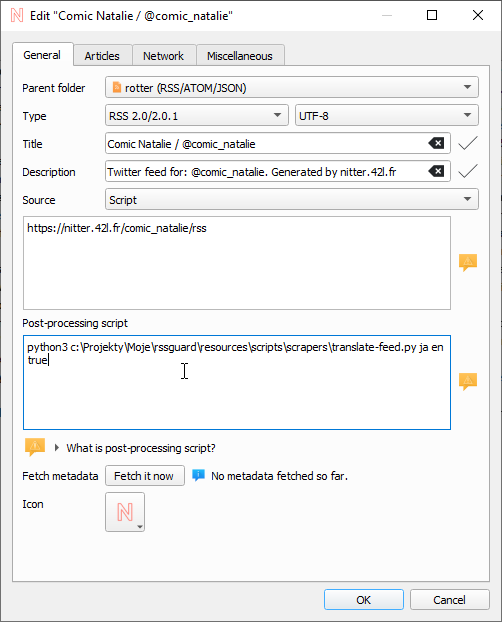 Edit "Comic Natalie / @comic_natalie"
General Articles Network Miscellaneous
Parent folder rotter (RSS/ATOM/JSON)
Type RSS 2.0/2.0.1 UTF-8
Title Comic Natalie / @comic_natalie
Description Twitter feed for: @comic_natalie. Generated by nitter.42l.fr
Source Script
https://nitter.42l.fr/comic_natalie/rss
Post-processing script
python3 c:\Projekty\Moje\rssguard\resources\scripts\scrapers\translate-feed.py ja en
true
What is post-processing script?
Fetch metadata Fetch it now No metadata fetched so far.
Icon N
OK Cancel